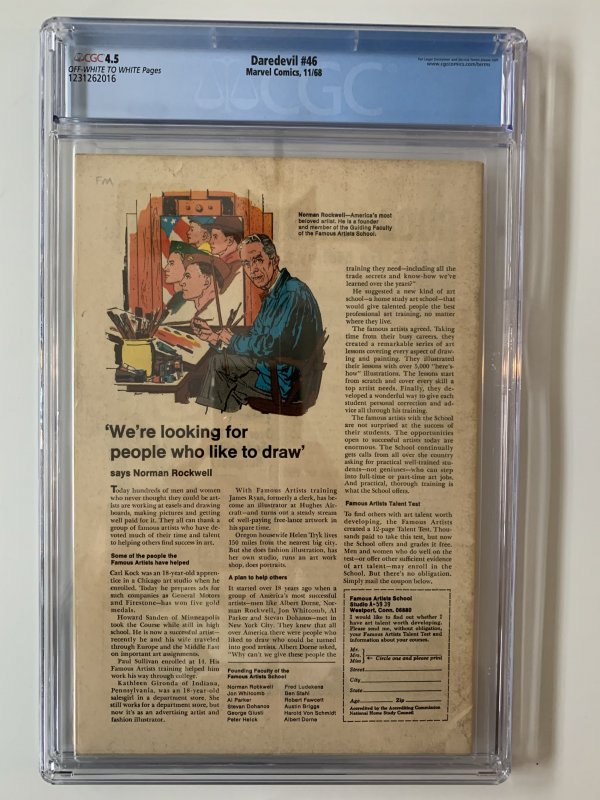 CGC 4.5
OFF-WHITE TO WHITE Pages
1231262016
Daredevil #46
Marvel Comics, 11/68
www.cgccomics.com/terms
CGC
FM
Norman Rockwell—America's most
beloved artist. He is a founder
and member of the Guiding Faculty
of the Famous Artists School.
'We're looking for
people who like to draw'
says Norman Rockwell
Today hundreds of men and women
who never thought they could be art-
ists are working at easels and drawing
boards, making pictures and getting
well paid for it. They all can thank a
group of famous artists who have de-
voted much of their time and talent
to helping others find success in art.
Some of the people the
Famous Artists have helped
Carl Kock was an 18-year-old appren-
tice in a Chicago art studio when he
enrolled. Today he prepares ads for
such companies as General Motors
and Firestone—has won five gold
medals.
Howard Sanden of Minneapolis
took the Course while still in high
school. He is now a successful artist—
recently he and his wife traveled
through Europe and the Middle East
on important art assignments.
Paul Sullivan enrolled at 14. His
Famous Artists training helped him
work his way through college.
Kathleen Gironda of Indiana,
Pennsylvania, was an 18-year-old
salesgirl in a department store. She
still works for a department store, but
now it's as an advertising artist and
fashion illustrator.
With Famous Artists training
James Ryan, formerly a clerk, has be-
come an illustrator at Hughes Air-
craft—and turns out a steady stream
of well-paying free-lance artwork in
his spare time.
Oregon housewife Helen Tryk lives
150 miles from the nearest big city.
But she does fashion illustration, has
her own studio, runs an art work
shop, does portraits.
A plan to help others
It started over 18 years ago when a
group of America's most successful
artists—men like Albert Dorne, Nor-
man Rockwell, Jon Whitcomb, Al
Parker and Stevan Dohanos—met in
New York City. They knew that all
over America there were people who
liked to draw who could be turned
into good artists. Albert Dorne asked,
"Why can't we give these people the
Founding Faculty of the
Famous Artists School
Norman Rockwell
Jon Whitcomb
Al Parker
Stevan Dohanos
George Giusti
Peter Helck
Fred Ludekens
Ben Stahl
Robert Fawcett
Austin Briggs
Harold Von Schmidt
Albert Dorne
training they need—including all the
trade secrets and know-how we've
learned over the years?"
He suggested a new kind of art
school—a home study art school—that
would give talented people the best
professional art training, no matter
where they live.
The famous artists agreed. Taking
time from their busy careers, they
created a remarkable series of art
lessons covering every aspect of draw-
ing and painting. They illustrated
their lessons with over 5,000 "here's-
how" illustrations. The lessons start
from scratch and cover every skill a
top artist needs. Finally, they de-
veloped a wonderful way to give each
student personal correction and ad-
vice all through his training.
The famous artists with the School
are not surprised at the success of
their students. The opportunities
open to successful artists today are
enormous. The School continually
gets calls from all over the country
asking for practical well-trained stu-
dents—not geniuses—who can step
into full-time or part-time art jobs.
And practical, thorough training is
what the School offers.
Famous Artists Talent Test
To find others with art talent worth
developing, the Famous Artists
created a 12-page Talent Test. Thou-
sands paid to take this test, but now
the School offers and grades it free.
Men and women who do well on the
test—or offer other sufficient evidence
of art talent—may enroll in the
School. But there's no obligation.
Simply mail the coupon below.
Famous Artists School
Westport, Conn. 06880
I would like to find out whether I
have art talent worth developing.
Please send me, without obligation,
your Famous Artists Talent Test and
information about your courses.
Mr.
Mrs.
Miss
Circle one and please print
Street
City
State
Age Zip
Accredited by the Accrediting Commission
National Home Study Council